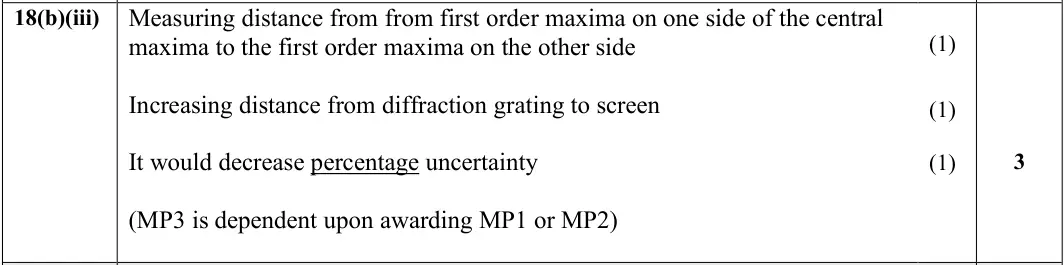 18(b)(iii) Measuring distance from from first order maxima on one side of the central
maxima to the first order maxima on the other side (1)
Increasing distance from diffraction grating to screen (1)
It would decrease percentage uncertainty (1) 3
(MP3 is dependent upon awarding MP1 or MP2)